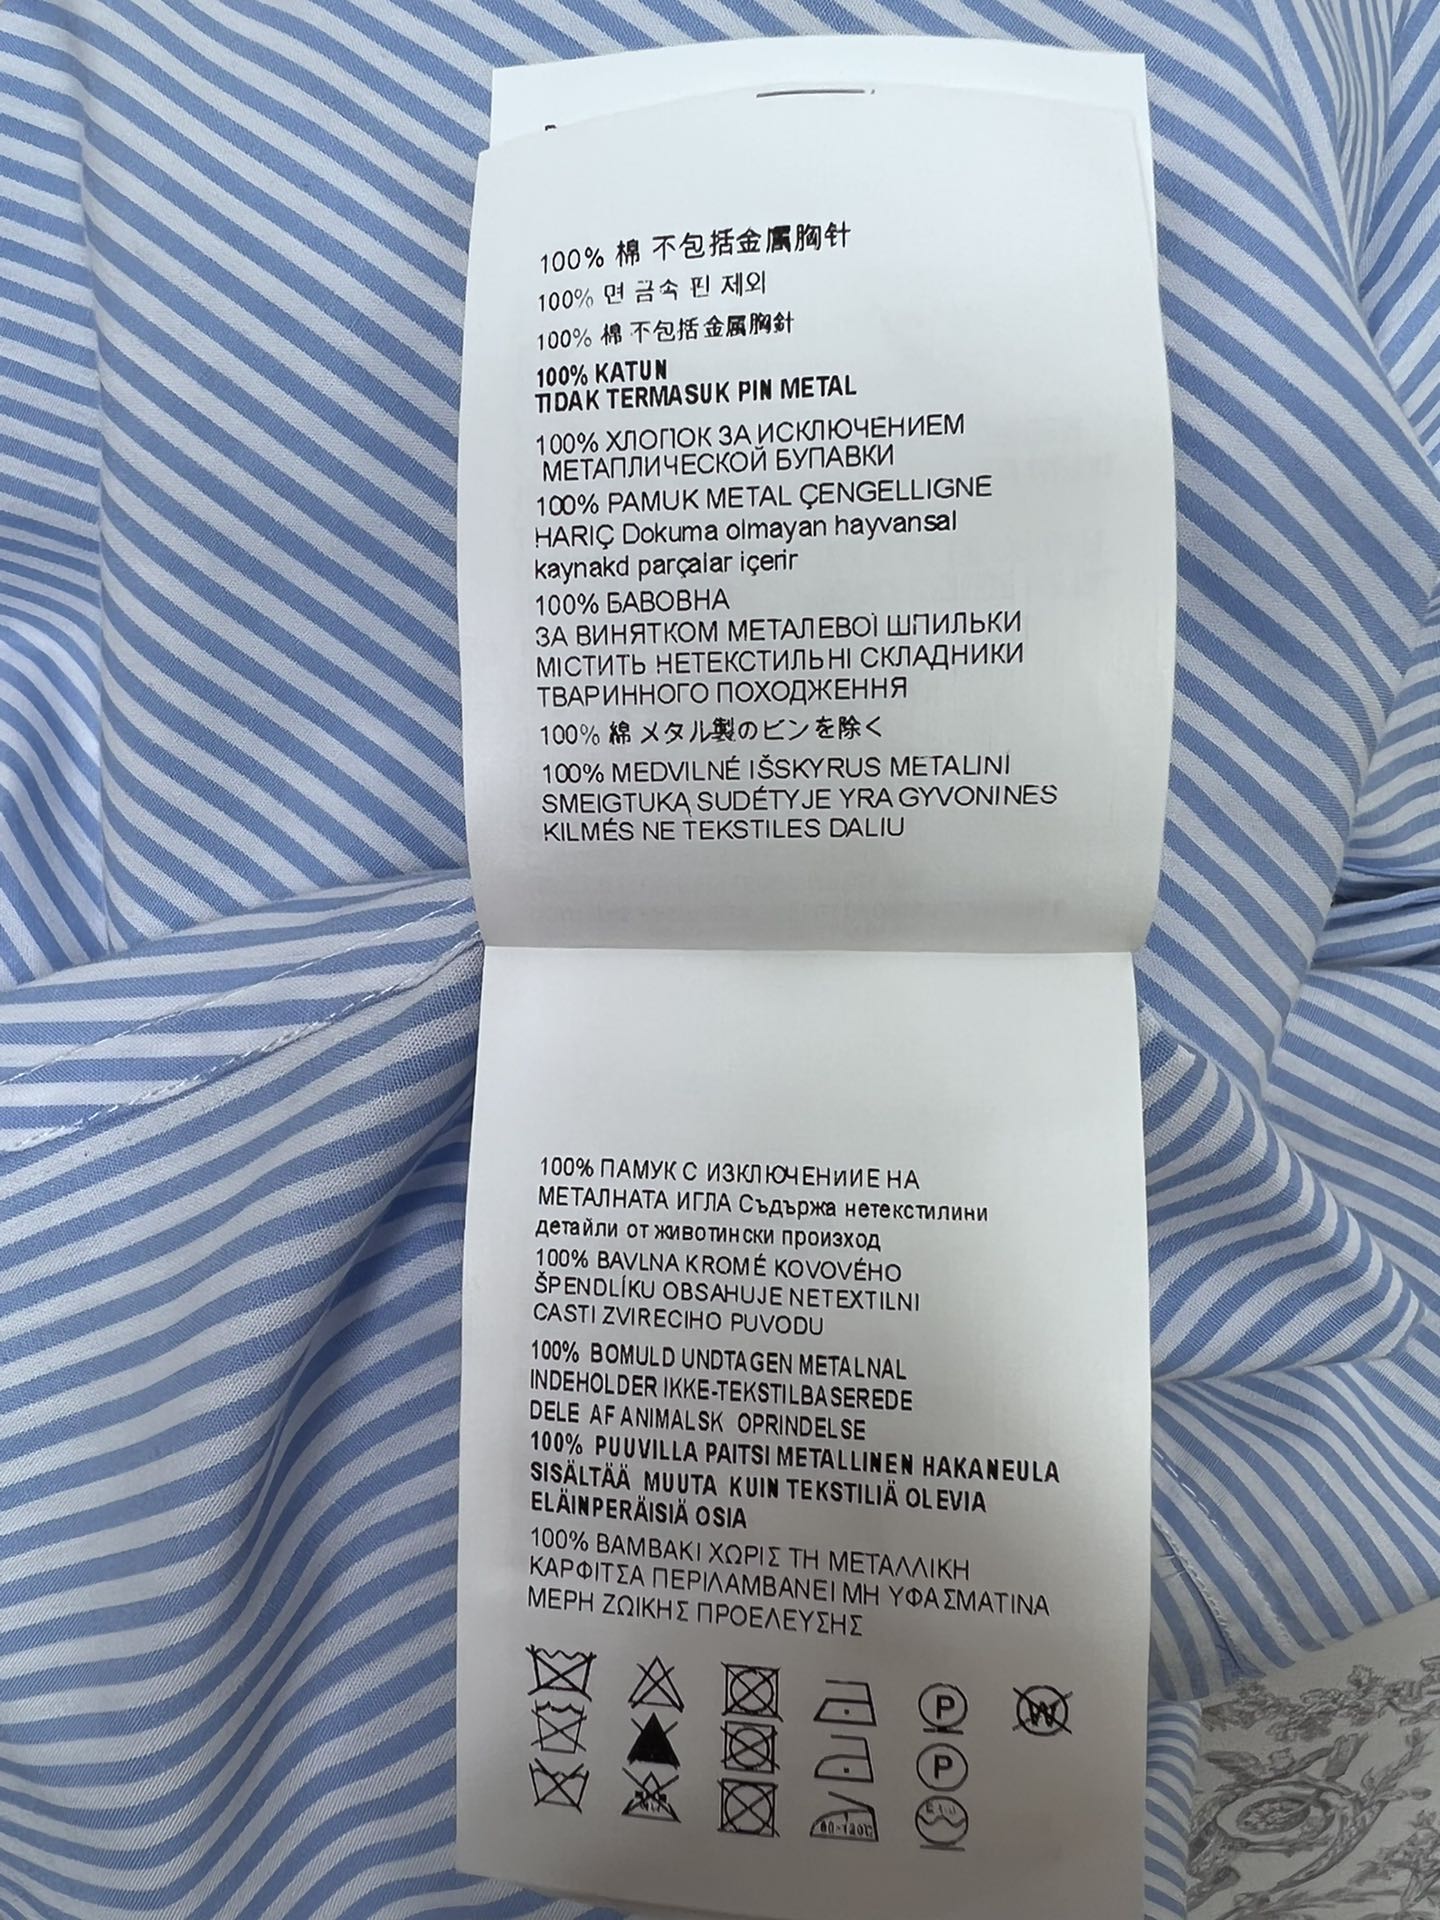 100% 棉 不包括金属胸针
100% 면 금속 핀 제외
100% 棉 不包括金属胸針
100% KATUN
TIDAK TERMASUK PIN METAL
100% ХЛОПОК ЗА ИСКЛЮЧЕНИЕМ
МЕТАПЛИЧЕСКОЙ БУПАВКИ
100% PAMUK METAL ÇENGELLIGNE
HARIÇ Dokuma olmayan hayvansal
kaynakd parçalar içerir
100% БАВОВНА
ЗА ВИНЯТКОМ МЕТАЛЕВОЇ ШПИЛЬКИ
МІСТИТЬ НЕТЕКСТИЛЬНІ СКЛАДНИКИ
ТВАРИННОГО ПОХОДЖЕННЯ
100% 綿 メタル製のビンを除く
100% MEDVILNÉ IŠSKYRUS METALINI
SMEIGTUKĄ SUDÉTYJE YRA GYVONINES
KILMÉS NE TEKSTILES DALIU
100% ПАМУК С ИЗКЛЮЧЕНИИЕ НА
МЕТАЛНАТА ИГЛА Съдържа нетекстилини
детайли от животински произход
100% BAVLNA KROMÉ KOVOVÉHO
ŠPENDLÍKU OBSAHUJE NETEXTILNI
CASTI ZVIRECIHO PUVODU
100% BOMULD UNDTAGEN METALNAL
INDEHOLDER IKKE-TEKSTILBASEREDE
DELE AF ANIMALSK OPRINDELSE
100% PUUVILLA PAITSI METALLINEN HAKANEULA
SISÄLTÄÄ MUUTA KUIN TEKSTILIÄ OLEVIA
ELÄINPERÄISIÄ OSIA
100% ΒΑΜΒΑΚΙ ΧΩΡΙΣ ΤΗ ΜΕΤΑΛΛΙΚΗ
ΚΑΡΦΙΤΣΑ ΠΕΡΙΛΑΜΒΑΝΕΙ ΜΗ ΥΦΑΣΜΑΤΙΝΑ
ΜΕΡΗ ΖΩΙΚΗΣ ΠΡΟΕΛΕΥΣΗΣ
P W
P